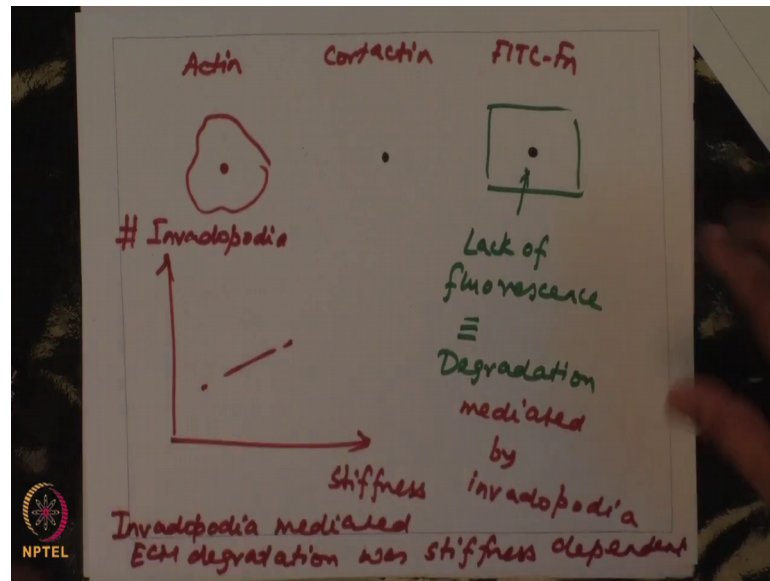 Actin Cortactin FITC-Fn
# Invadopodia
Lack of
fluorescence
≡
Degradation
mediated
by
invadopodia
stiffness
Invadopodia mediated
ECM degradation was stiffness dependent
NPTEL